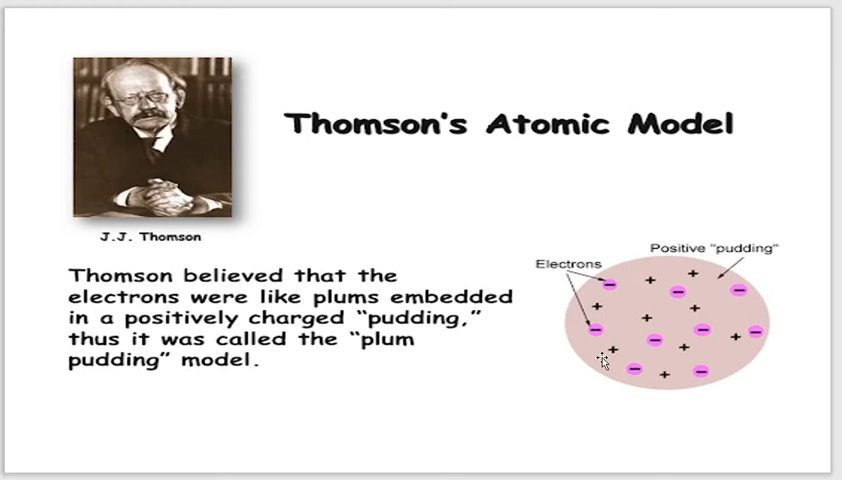 Thomson's Atomic Model
J.J. Thomson
Thomson believed that the
electrons were like plums embedded
in a positively charged "pudding,"
thus it was called the "plum
pudding" model.
Positive "pudding"
Electrons